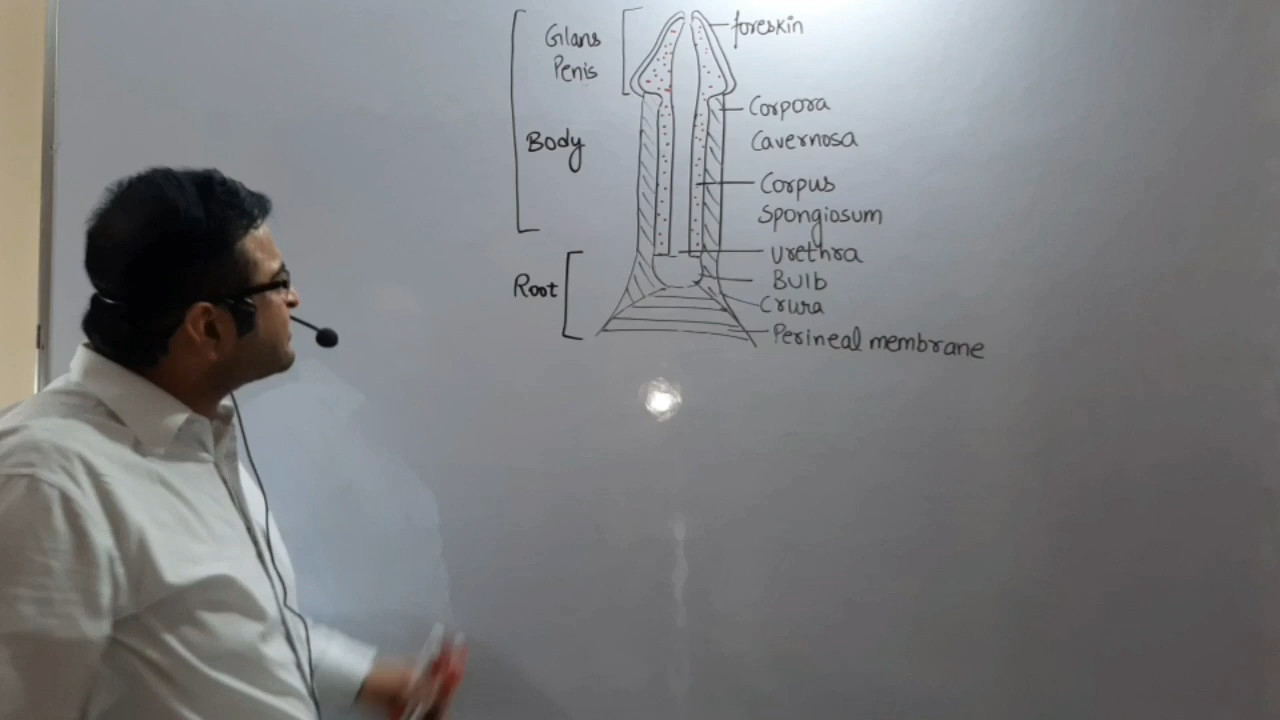 Glans
Penis
Body
Root
foreskin
Corpora
Cavernosa
Corpus
Spongiosum
urethra
Bulb
Crura
Perineal membrane